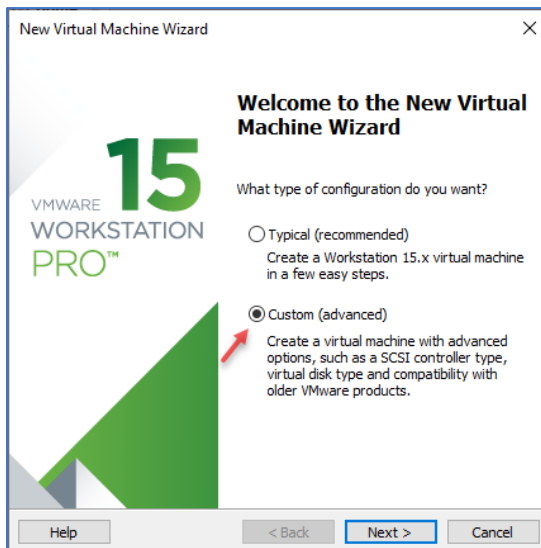 New Virtual Machine Wizard
Welcome to the New Virtual
Machine Wizard
15
VMWARE
WORKSTATION
PRO™
What type of configuration do you want?
Typical (recommended)
Create a Workstation 15.x virtual machine
in a few easy steps.
Custom (advanced)
Create a virtual machine with advanced
options, such as a SCSI controller type,
virtual disk type and compatibility with
older VMware products.
Help
< Back
Next >
Cancel